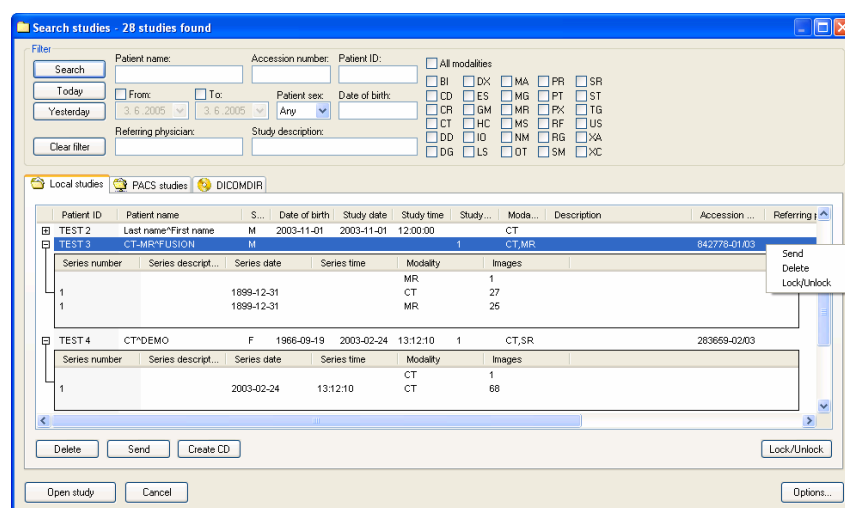 Search studies - 28 studies found
Filter
Search
Today
Yesterday
Clear filter
Patient name: Accession number: Patient ID:
From: To: Patient sex: Date of birth:
3. 6 .2005 3. 6 .2005 Any
Referring physician: Study description:
All modalities
BI DX MA PR SR
CD ES MG PT ST
CR GM MR PX TG
CT HC MS RF US
DD IO NM RG XA
DG LS OT SM XC
Local studies PACS studies DICOMDIR
Patient ID Patient name S... Date of birth Study date Study time Study... Moda... Description Accession ... Referring
TEST 2 Last name^First name M 2003-11-01 2003-11-01 12:00:00 CT
TEST 3 CT-MR^FUSION M 1 CT,MR 842778-01/03
Send
Delete
Lock/Unlock
Series number Series descript... Series date Series time Modality Images
MR 1
1 1899-12-31 CT 27
1 1899-12-31 MR 25
TEST 4 CT^DEMO F 1966-09-19 2003-02-24 13:12:10 1 CT,SR 283659-02/03
Series number Series descript... Series date Series time Modality Images
CT 1
1 2003-02-24 13:12:10 CT 68
Delete Send Create CD Lock/Unlock
Open study Cancel Options...